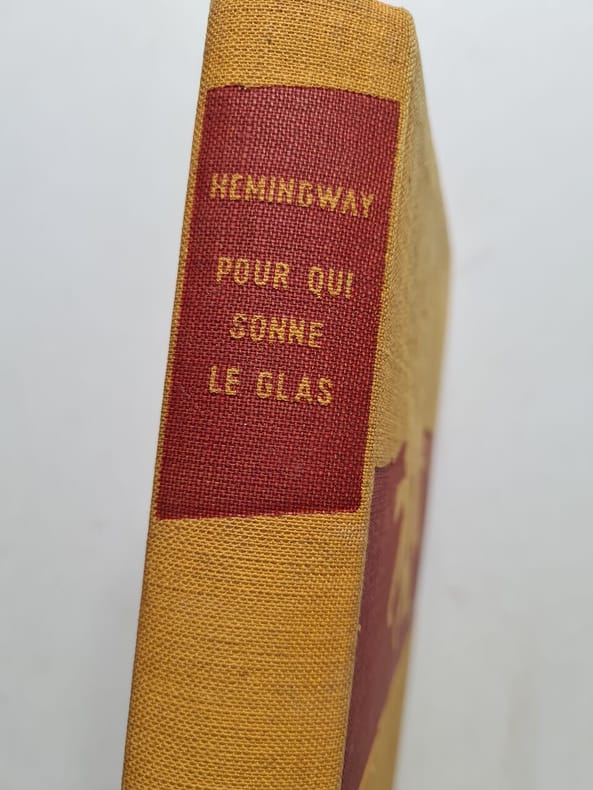 HEMINGWAY
POUR QUI
SONNE
LE GLAS